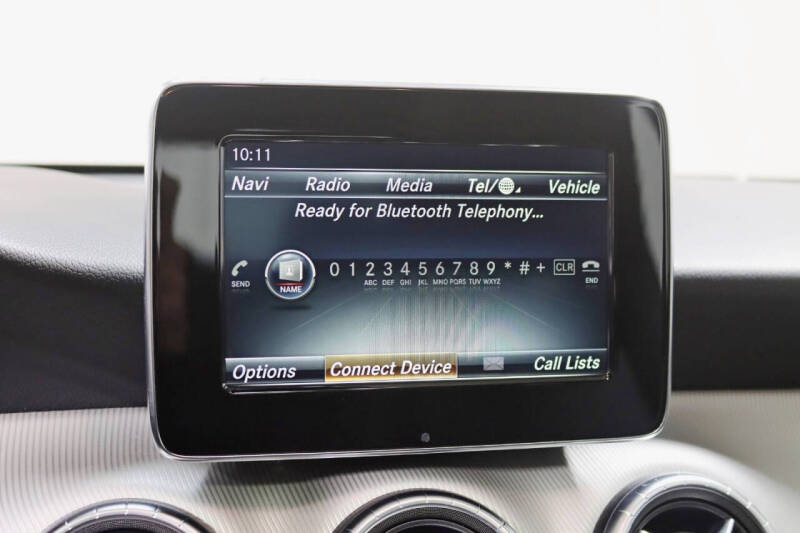 10:11
Navi Radio Media Tel/ Vehicle
Ready for Bluetooth Telephony...
SEND NAME 0 1 2 3 4 5 6 7 8 9 * # + CLR END
ABC DEF GHI JKL MNO PQRS TUV WXYZ
Options Connect Device Call Lists